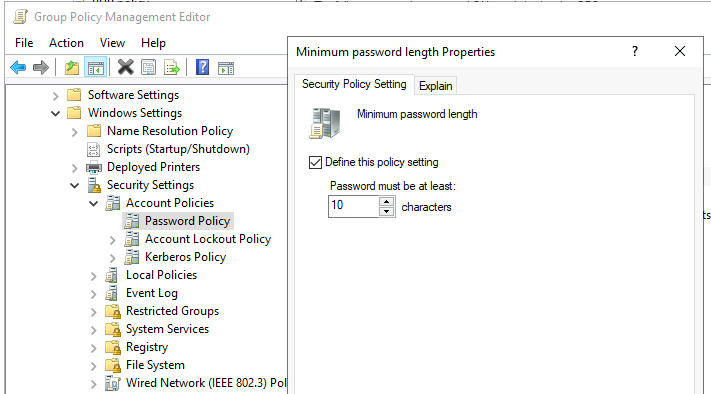 Group Policy Management Editor
File Action View Help
Minimum password length Properties
?
Security Policy Setting
Explain
Minimum password length
Define this policy setting
Password must be at least:
10 characters
Software Settings
Windows Settings
Name Resolution Policy
Scripts (Startup/Shutdown)
Deployed Printers
Security Settings
Account Policies
Password Policy
Account Lockout Policy
Kerberos Policy
Local Policies
Event Log
Restricted Groups
System Services
Registry
File System
Wired Network (IEEE 802.3) Pol